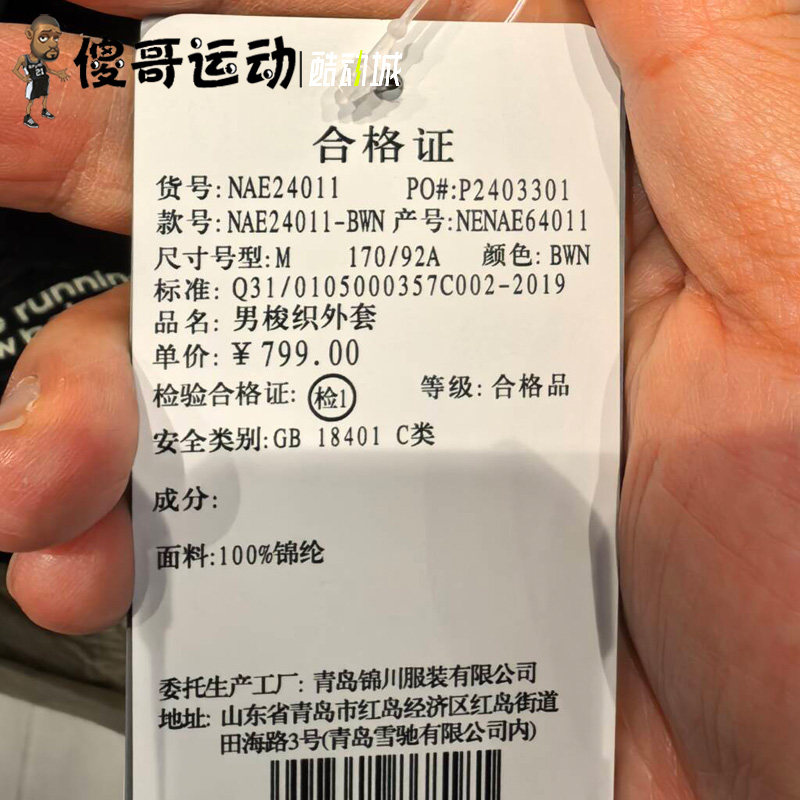 傻哥运动|酷动城
21
合格证
货号:NAE24011 PO#:P2403301
款号:NAE24011-BWN 产号:NENAE64011
尺寸号型:M 170/92A 颜色:BWN
标准: Q31/0105000357C002-2019
品名: 男梭织外套
单价:￥799.00
检验合格证: 检1 等级: 合格品
安全类别:GB 18401 C类
成分:
面料:100%锦纶
委托生产工厂: 青岛锦川服装有限公司
地址: 山东省青岛市红岛经济区红岛街道
田海路3号(青岛雪驰有限公司内)
running